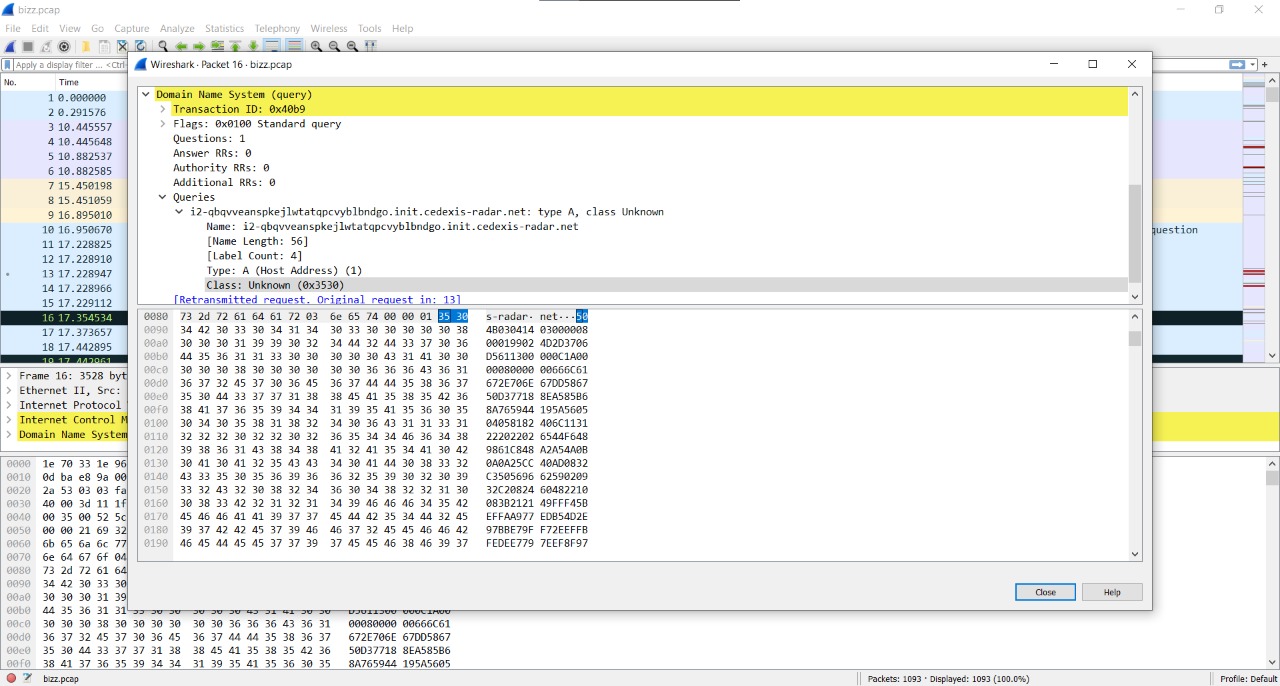 bizz.pcap
File Edit View Go Capture Analyze Statistics Telephony Wireless Tools Help
Apply a display filter ... <Ctrl-
No. Time
1 0.000000
2 0.291576
3 10.445557
4 10.445648
5 10.882537
6 10.882585
7 15.450198
8 15.451059
9 16.895010
10 16.950670
question
11 17.228825
12 17.228910
13 17.228947
14 17.228966
15 17.229112
16 17.354534
17 17.373657
18 17.442895
19 17.442961
Frame 16: 3528 byt
Ethernet II, Src:
Internet Protocol
Internet Control M
Domain Name System
Wireshark · Packet 16 · bizz.pcap
Domain Name System (query)
Transaction ID: 0x40b9
Flags: 0x0100 Standard query
Questions: 1
Answer RRs: 0
Authority RRs: 0
Additional RRs: 0
Queries
i2-qbqvveanspkejlwtatqpcvyblbndgo.init.cedexis-radar.net: type A, class Unknown
Name: i2-qbqvveanspkejlwtatqpcvyblbndgo.init.cedexis-radar.net
[Name Length: 56]
[Label Count: 4]
Type: A (Host Address) (1)
Class: Unknown (0x3530)
[Retransmitted request. Original request in: 13]
0080 73 2d 72 61 64 61 72 03 6e 65 74 00 00 01 35 30 s-radar· net···50
0090 34 42 30 33 30 34 31 34 30 33 30 30 30 30 30 38 4B030414 03000008
00a0 30 30 30 31 39 39 30 32 34 44 32 44 33 37 30 36 00019902 4D2D3706
00b0 44 35 36 31 31 33 30 30 30 30 30 43 31 41 30 30 D5611300 000C1A00
00c0 30 30 30 38 30 30 30 30 30 30 36 36 36 43 36 31 00080000 00666C61
00d0 36 37 32 45 37 30 36 45 36 37 44 44 35 38 36 37 672E706E 67DD5867
00e0 35 30 44 33 37 37 31 38 38 45 41 35 38 35 42 36 50D37718 8EA585B6
00f0 38 41 37 36 35 39 34 34 31 39 35 41 35 36 30 35 8A765944 195A5605
0100 30 34 30 35 38 31 38 32 34 30 36 43 31 31 33 31 04058182 406C1131
0110 32 32 32 30 32 32 30 32 36 35 34 34 46 36 34 38 22202202 6544F648
0120 39 38 36 31 43 38 34 38 41 32 41 35 34 41 30 42 9861C848 A2A54A0B
0130 30 41 30 41 32 35 43 43 34 30 41 44 30 38 33 32 0A0A25CC 40AD0832
0140 43 33 35 30 35 36 39 36 36 32 35 39 30 32 30 39 C3505696 62590209
0150 33 32 43 32 30 38 32 34 36 30 34 38 32 32 31 30 32C20824 60482210
0160 30 38 33 42 32 31 32 31 34 39 46 46 46 34 35 42 083B2121 49FFF45B
0170 45 46 46 41 41 39 37 37 45 44 42 35 34 44 32 45 EFFAA977 EDB54D2E
0180 39 37 42 42 45 37 39 46 46 37 32 45 45 46 46 42 97BBE79F F72EEFFB
0190 46 45 44 45 45 37 37 39 37 45 45 46 38 46 39 37 FEDEE779 7EEF8F97
Close Help
0000 1e 70 33 1e 96
0010 0d ba e8 9a 00
0020 2a 53 03 03 fa
0030 40 00 3d 11 1f
0040 00 35 00 52 5c
0050 00 00 21 69 32
0060 6b 65 6a 6c 77
0070 6e 64 67 6f 04
0080 73 2d 72 61 64
0090 34 42 30 33 30
00a0 30 30 30 31 39
00b0 44 35 36 31 31 33 30 30 30 30 30 43 31 41 30 30 D5611300 000C1A00
00c0 30 30 30 38 30 30 30 30 30 30 36 36 36 43 36 31 00080000 00666C61
00d0 36 37 32 45 37 30 36 45 36 37 44 44 35 38 36 37 672E706E 67DD5867
00e0 35 30 44 33 37 37 31 38 38 45 41 35 38 35 42 36 50D37718 8EA585B6
00f0 38 41 37 36 35 39 34 34 31 39 35 41 35 36 30 35 8A765944 195A5605
bizz.pcap
Packets: 1093 · Displayed: 1093 (100.0%)
Profile: Default